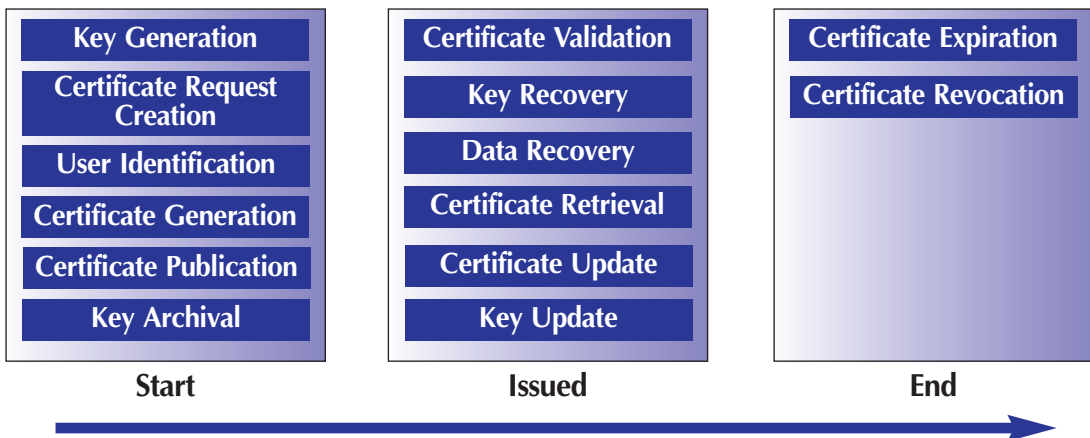 Key Generation
Certificate Request
Creation
User Identification
Certificate Generation
Certificate Publication
Key Archival
Start
Certificate Validation
Key Recovery
Data Recovery
Certificate Retrieval
Certificate Update
Key Update
Issued
Certificate Expiration
Certificate Revocation
End